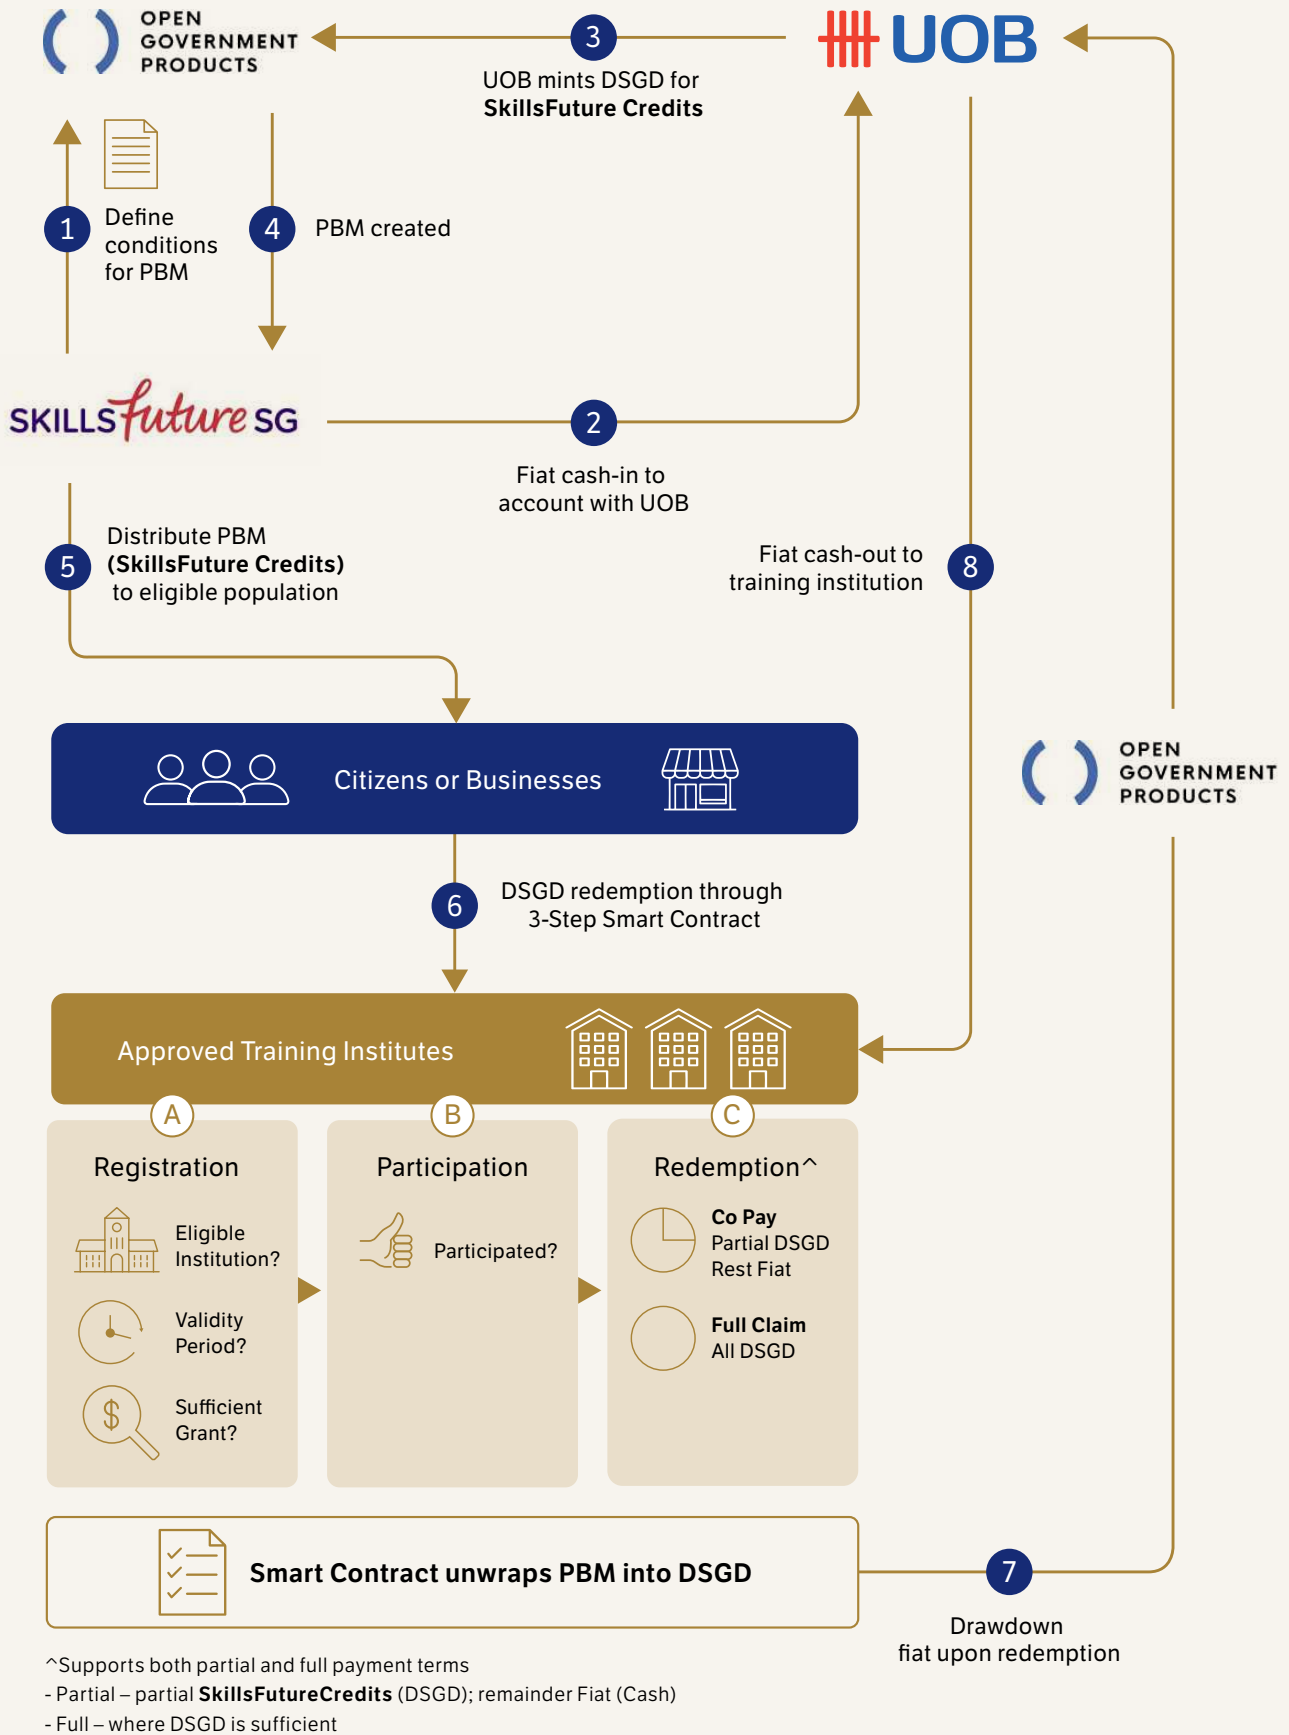 OPEN
GOVERNMENT
PRODUCTS
3
UOB mints DSGD for
SkillsFuture Credits
UOB
1
Define
conditions
for PBM
4
PBM created
SKILLSfuture SG
2
Fiat cash-in to
account with UOB
5
Distribute PBM
(SkillsFuture Credits)
to eligible population
Fiat cash-out to
training institution
8
Citizens or Businesses
OPEN
GOVERNMENT
PRODUCTS
6
DSGD redemption through
3-Step Smart Contract
Approved Training Institutes
A
Registration
Eligible
Institution?
Validity
Period?
$
Sufficient
Grant?
B
Participation
Participated?
C
Redemption^
Co Pay
Partial DSGD
Rest Fiat
Full Claim
All DSGD
Smart Contract unwraps PBM into DSGD
7
Drawdown
fiat upon redemption
^Supports both partial and full payment terms
- Partial – partial SkillsFutureCredits (DSGD); remainder Fiat (Cash)
- Full – where DSGD is sufficient